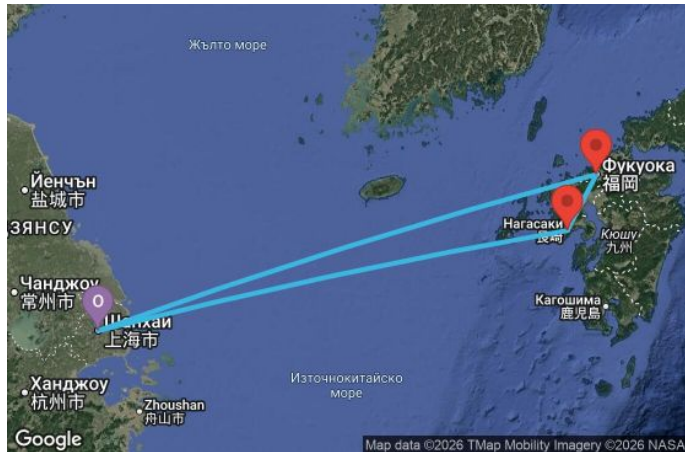 Жълто море
Йенчън
盐城市
ДЗЯНСУ
Чанджоу
常州市
O
Шанхай
上海市
Ханджоу
杭州市
Zhoushan
舟山市
Източнокитайско
море
Фукуока
福岡
Нагасаки
長崎
Кюшу
九州
Кагошима
鹿児島
Google
Map data ©2026 TMap Mobility Imagery ©2026 NASA